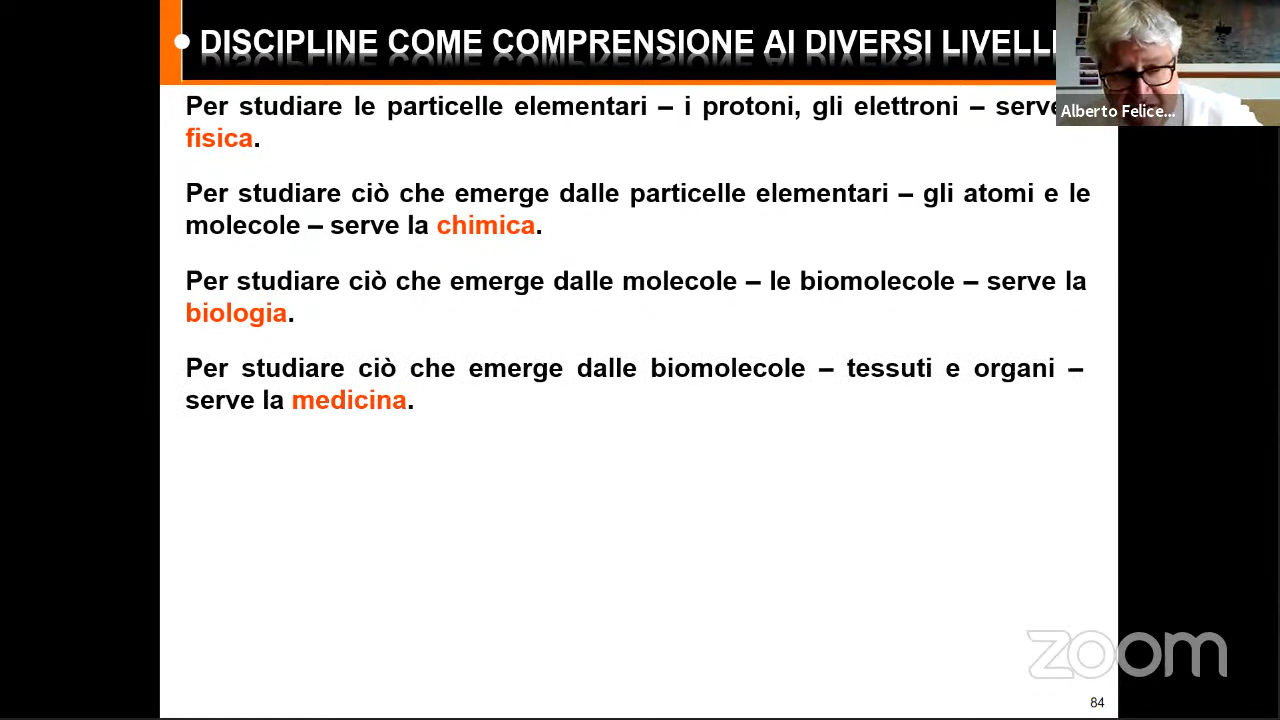 • DISCIPLINE COME COMPRENSIONE AI DIVERSI LIVELLI
Alberto Felice...
Per studiare le particelle elementari – i protoni, gli elettroni – serve
fisica.
Per studiare ciò che emerge dalle particelle elementari – gli atomi e le
molecole – serve la chimica.
Per studiare ciò che emerge dalle molecole – le biomolecole – serve la
biologia.
Per studiare ciò che emerge dalle biomolecole – tessuti e organi –
serve la medicina.
zoom
84